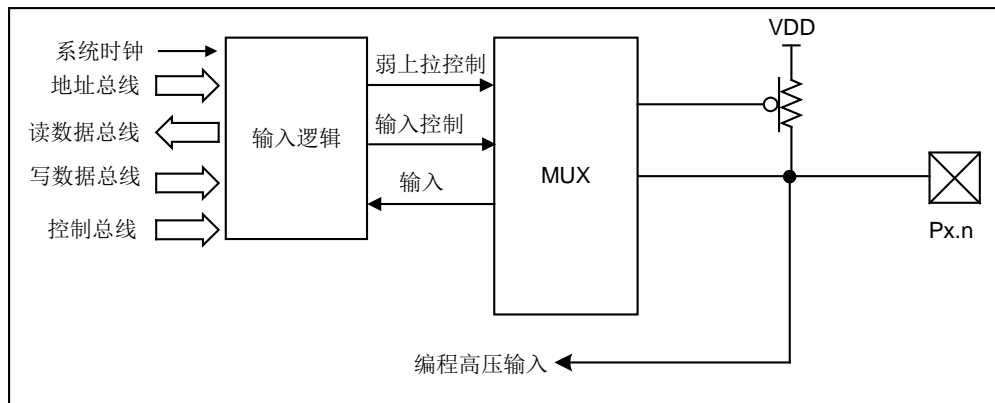 VDD
系统时钟
地址总线
读数据总线
写数据总线
控制总线
输入逻辑
弱上拉控制
输入控制
输入
MUX
Px.n
编程高压输入